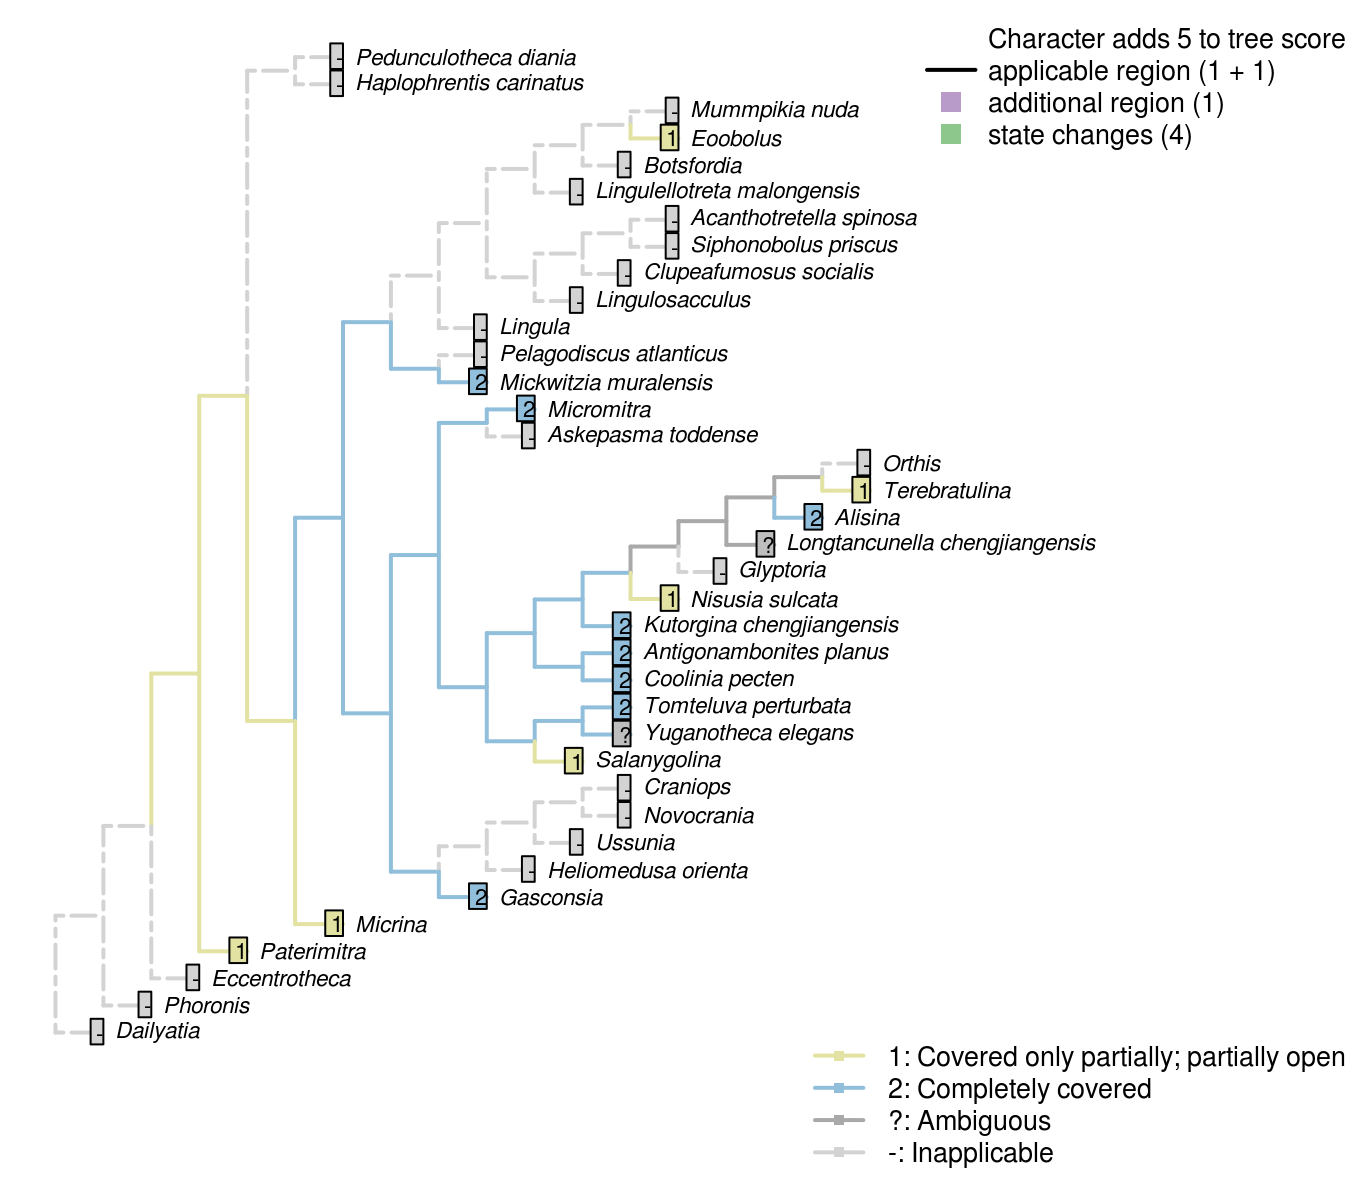 Character adds 5 to tree score
applicable region (1 + 1)
additional region (1)
state changes (4)
- Pedunculotheca diania
- Haplophrentis carinatus
- Mummpikia nuda
1 Eoobolus
- Botsfordia
- Lingulellotreta malongensis
- Acanthotretella spinosa
- Siphonobolus priscus
- Clupeafumosus socialis
- Lingulosacculus
- Lingula
- Pelagodiscus atlanticus
2 Mickwitzia muralensis
2 Micromitra
- Askepasma toddense
- Orthis
1 Terebratulina
2 Alisina
? Longtancunella chengjiangensis
- Glyptoria
1 Nisusia sulcata
2 Kutorgina chengjiangensis
2 Antigonambonites planus
2 Coolinia pecten
2 Tomteluva perturbata
? Yuganotheca elegans
1 Salanygolina
- Craniops
- Novocrania
- Ussunia
- Heliomedusa orienta
2 Gasconsia
1 Micrina
1 Paterimitra
- Eccentrotheca
- Phoronis
- Dailyatia
1: Covered only partially; partially open
2: Completely covered
?: Ambiguous
-: Inapplicable